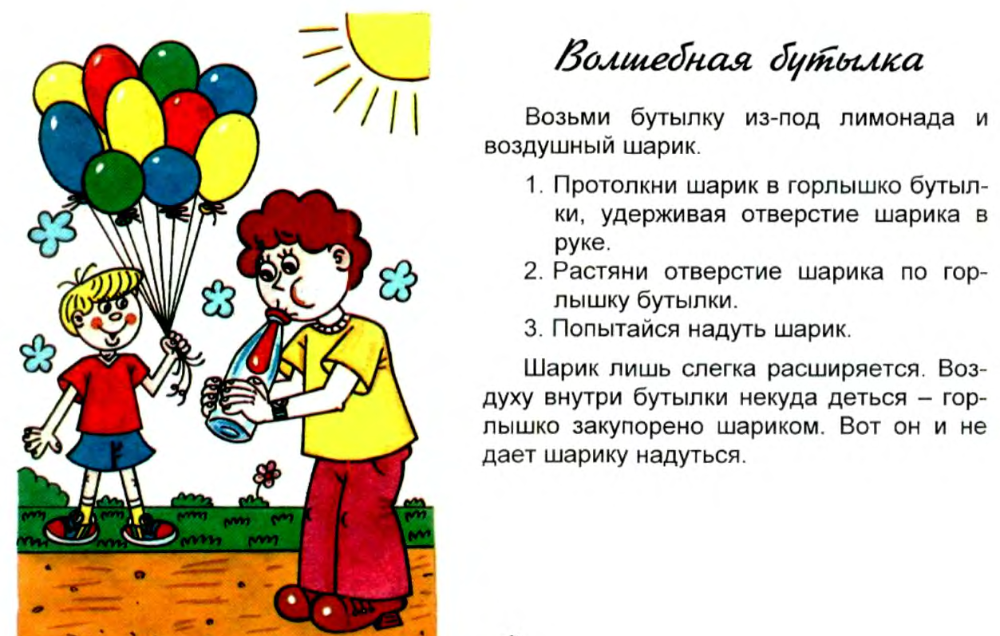 Волшебная бутылка
Возьми бутылку из-под лимонада и
воздушный шарик.
1. Протолкни шарик в горлышко бутыл-
ки, удерживая отверстие шарика в
руке.
2. Растяни отверстие шарика по гор-
лышку бутылки.
3. Попытайся надуть шарик.
Шарик лишь слегка расширяется. Воз-
духу внутри бутылки некуда деться – гор-
лышко закупорено шариком. Вот он и не
дает шарику надуться.